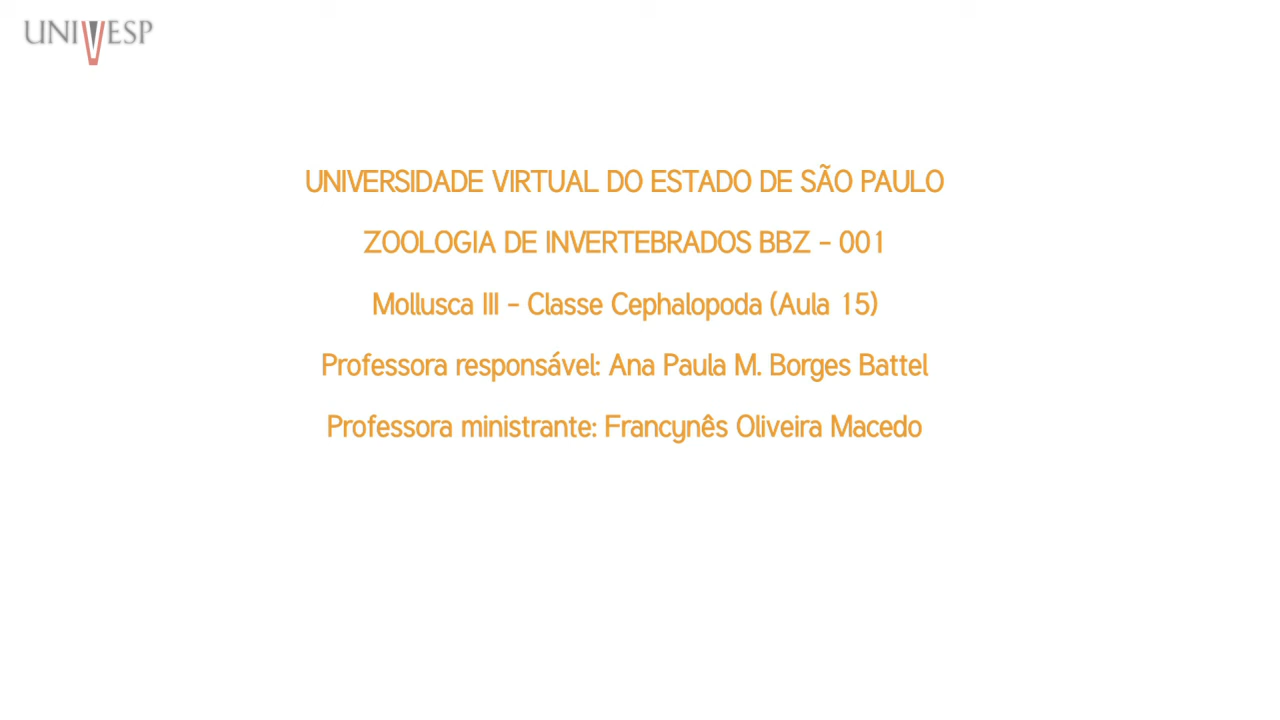 UNIVESP
UNIVERSIDADE VIRTUAL DO ESTADO DE SÃO PAULO
ZOOLOGIA DE INVERTEBRADOS BBZ - 001
Mollusca III - Classe Cephalopoda (Aula 15)
Professora responsável: Ana Paula M. Borges Battel
Professora ministrante: Francynês Oliveira Macedo